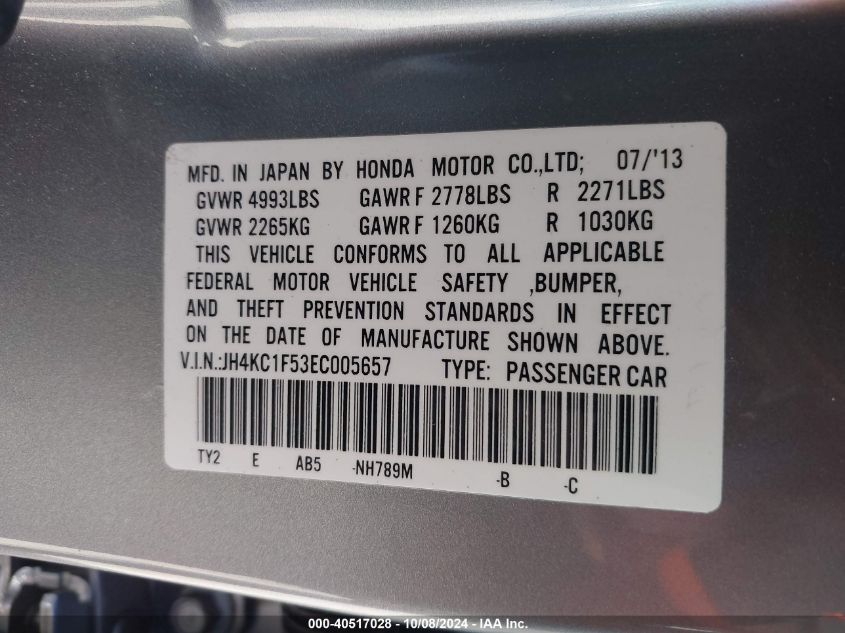 MFD. IN JAPAN BY HONDA MOTOR CO.,LTD; 07/'13
GVWR 4993LBS GAWR F 2778LBS R 2271LBS
GVWR 2265KG GAWR F 1260KG R 1030KG
THIS VEHICLE CONFORMS TO ALL APPLICABLE
FEDERAL MOTOR VEHICLE SAFETY ,BUMPER,
AND THEFT PREVENTION STANDARDS IN EFFECT
ON THE DATE OF MANUFACTURE SHOWN ABOVE.
V.I.N.:JH4KC1F53EC005657 TYPE: PASSENGER CAR
TY2 E AB5 -NH789M -B -C
000-40517028 - 10/08/2024 - IAA Inc.